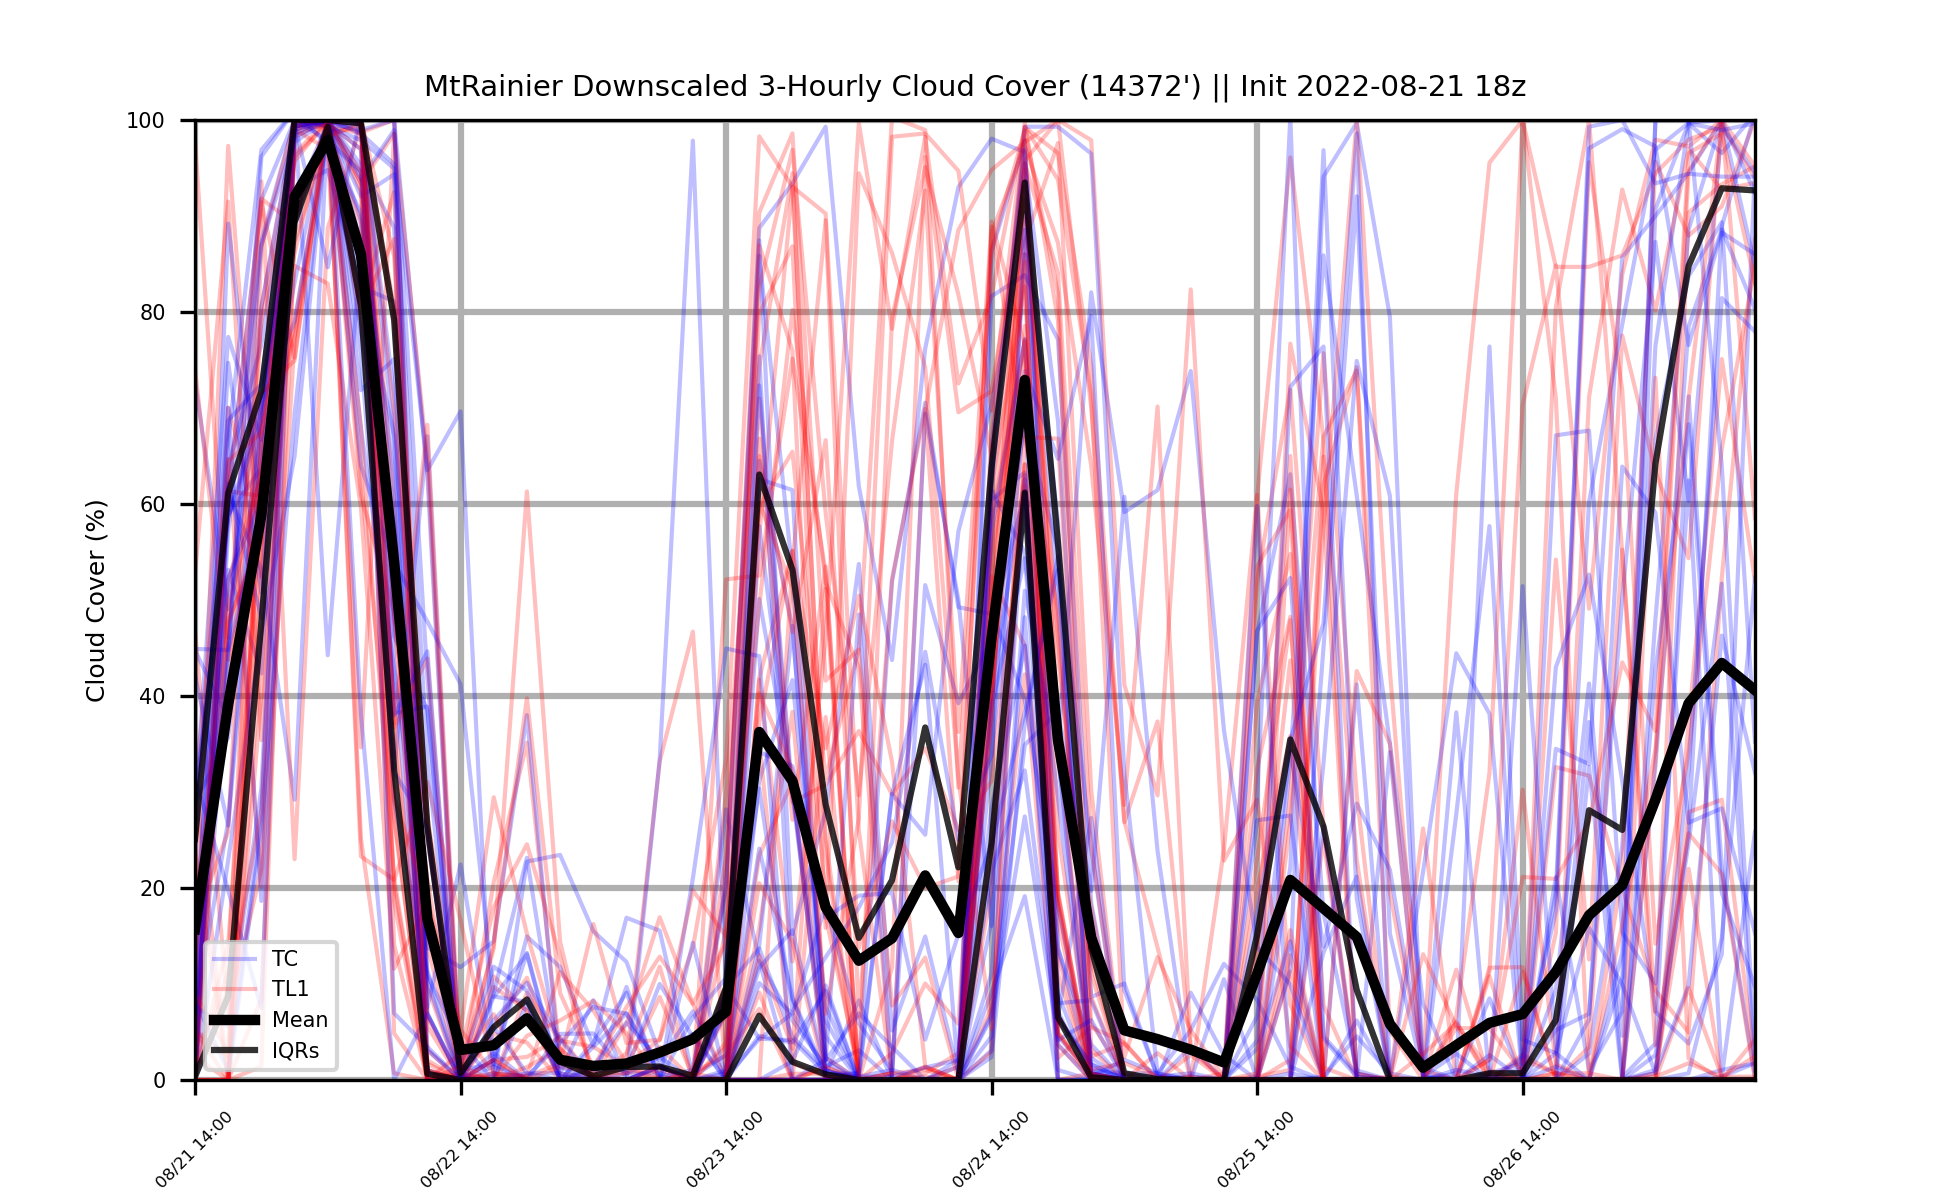 MtRainier Downscaled 3-Hourly Cloud Cover (14372') || Init 2022-08-21 18z
Cloud Cover (%)
100
80
60
40
20
0
TC
TL1
Mean
IQRs
08/21 14:00
08/22 14:00
08/23 14:00
08/24 14:00
08/25 14:00
08/26 14:00